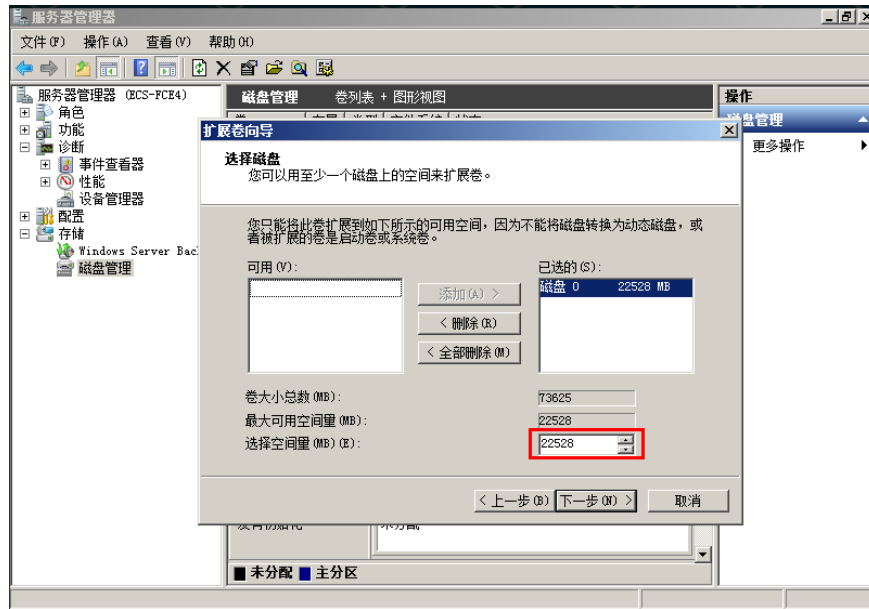 服务器管理器
文件(F) 操作(A) 查看(V) 帮助(H)
服务器管理器 (ECS-FCE4)
角色
功能
诊断
事件查看器
性能
设备管理器
配置
存储
Windows Server Bac
磁盘管理
磁盘管理 卷列表 + 图形视图
扩展卷向导
选择磁盘
您可以用至少一个磁盘上的空间来扩展卷。
您只能将此卷扩展到如下所示的可用空间，因为不能将磁盘转换为动态磁盘，或
者被扩展的卷是启动卷或系统卷。
可用(V):
已选的(S):
磁盘 0 22528 MB
添加(A) >
< 删除(R)
< 全部删除(M)
卷大小总数(MB): 73625
最大可用空间量(MB): 22528
选择空间量(MB)(E): 22528
< 上一步(B) 下一步(N) > 取消
未分配 主分区
操作
磁盘管理
更多操作